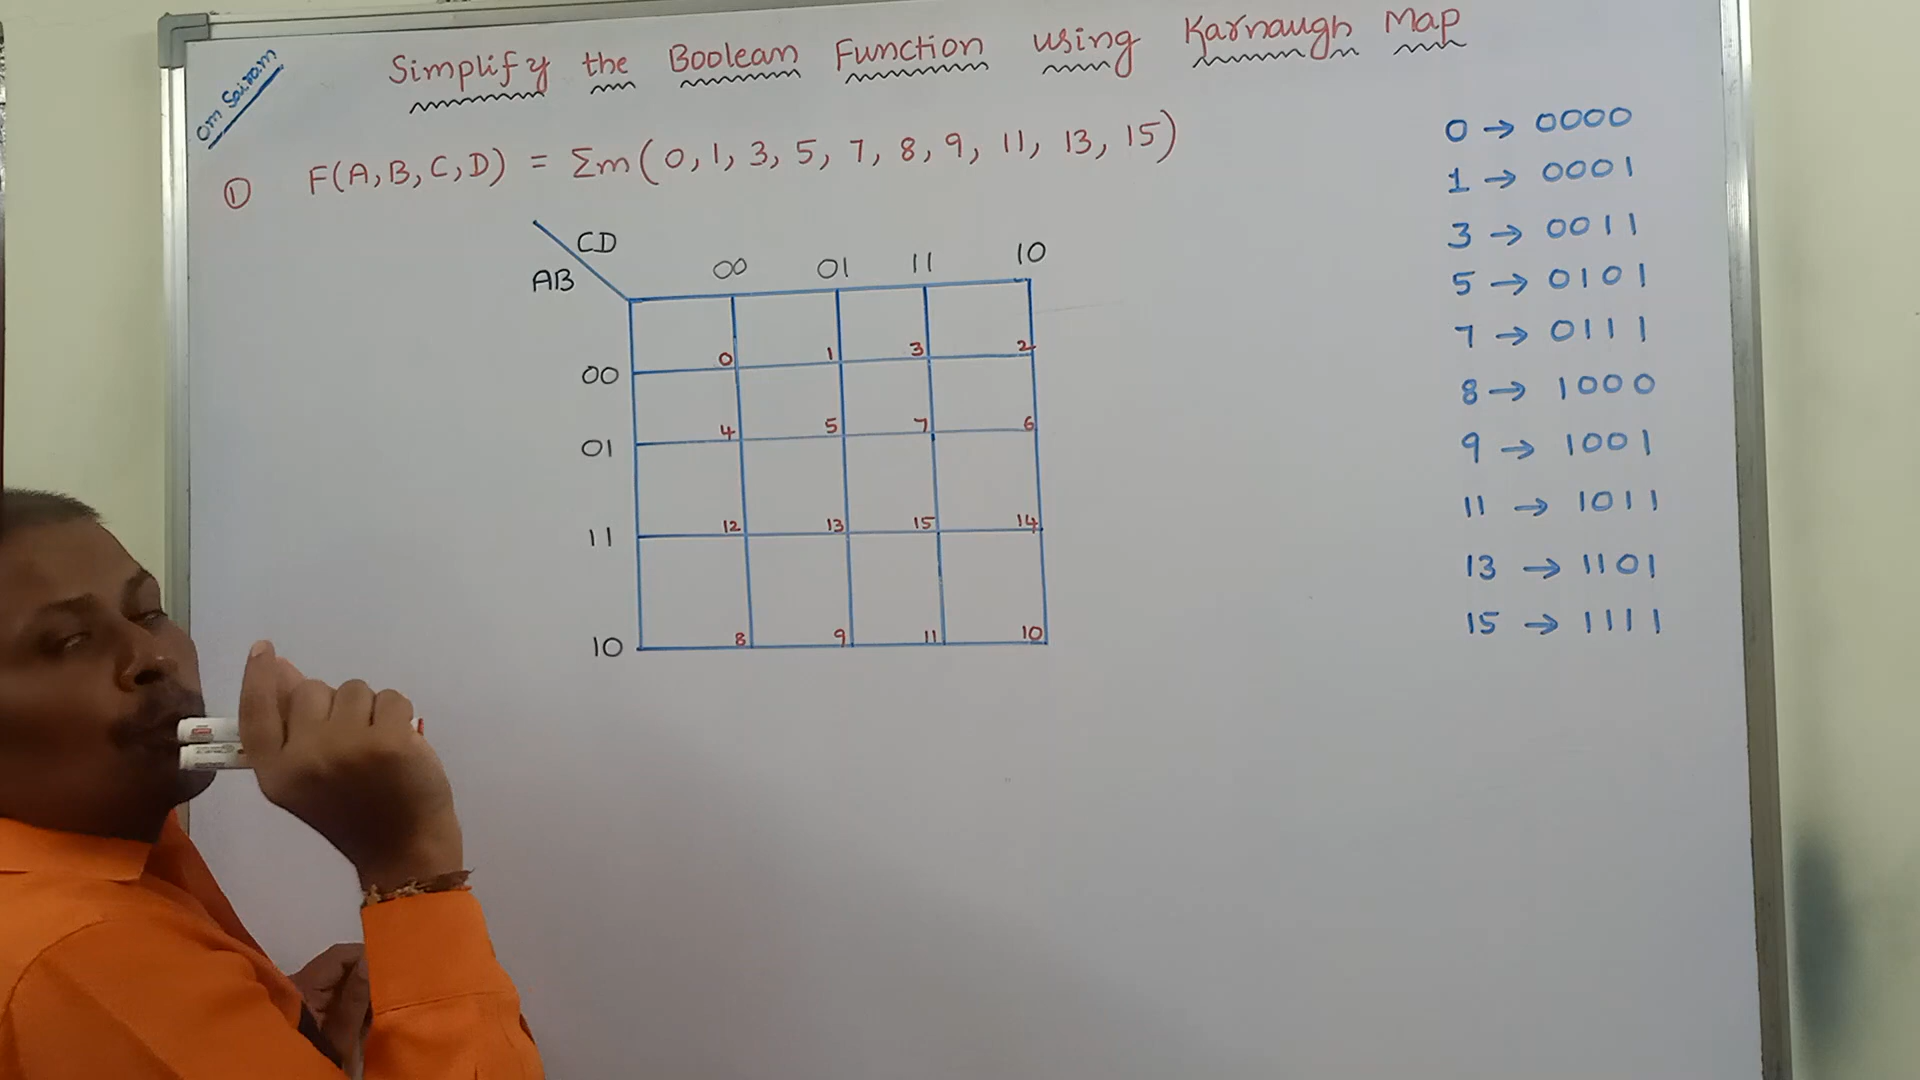 Om Sairam
Simplify the Boolean Function using Karnaugh Map
① F(A,B,C,D) = Σm(0,1,3,5,7,8,9,11,13,15)
CD
AB
00 01 11 10
0 1 3 2
00
4 5 7 6
01
12 13 15 14
11
8 9 11 10
10
0 → 0000
1 → 0001
3 → 0011
5 → 0101
7 → 0111
8 → 1000
9 → 1001
11 → 1011
13 → 1101
15 → 1111